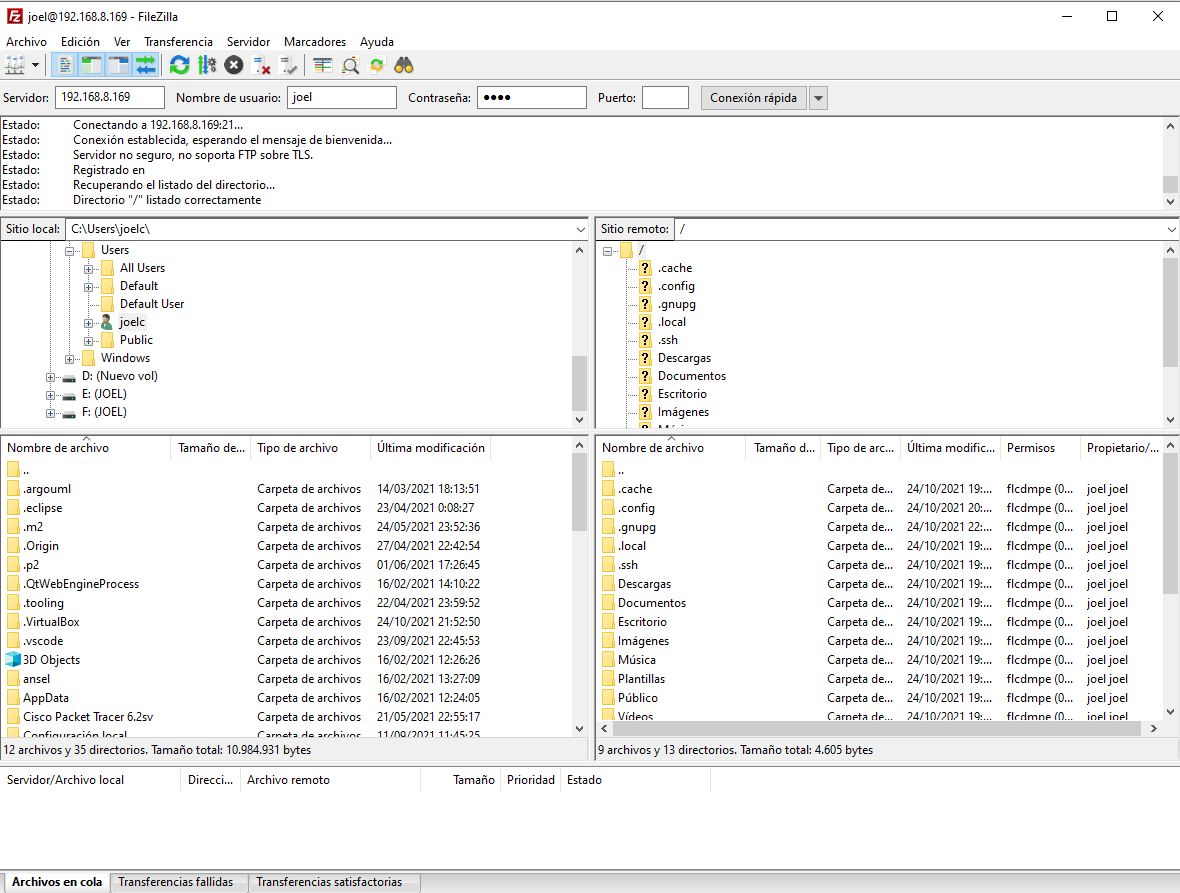 joel@192.168.8.169 - FileZilla
Archivo Edición Ver Transferencia Servidor Marcadores Ayuda
Servidor: 192.168.8.169 Nombre de usuario: joel Contraseña: ●●●● Puerto: Conexión rápida
Estado: Conectando a 192.168.8.169:21...
Estado: Conexión establecida, esperando el mensaje de bienvenida...
Estado: Servidor no seguro, no soporta FTP sobre TLS.
Estado: Registrado en
Estado: Recuperando el listado del directorio...
Estado: Directorio "/" listado correctamente
Sitio local: C:\Users\joelc\
Users
All Users
Default
Default User
joelc
Public
Windows
D: (Nuevo vol)
E: (JOEL)
F: (JOEL)
Sitio remoto: /
/
.cache
.config
.gnupg
.local
.ssh
Descargas
Documentos
Escritorio
Imágenes
Nombre de archivo Tamaño de... Tipo de archivo Última modificación
..
.argouml Carpeta de archivos 14/03/2021 18:13:51
.eclipse Carpeta de archivos 23/04/2021 0:08:27
.m2 Carpeta de archivos 24/05/2021 23:52:36
.Origin Carpeta de archivos 27/04/2021 22:42:54
.p2 Carpeta de archivos 01/06/2021 17:26:45
.QtWebEngineProcess Carpeta de archivos 16/02/2021 14:10:22
.tooling Carpeta de archivos 22/04/2021 23:59:52
.VirtualBox Carpeta de archivos 24/10/2021 21:52:50
.vscode Carpeta de archivos 23/09/2021 22:45:53
3D Objects Carpeta de archivos 16/02/2021 12:26:26
ansel Carpeta de archivos 16/02/2021 13:27:09
AppData Carpeta de archivos 16/02/2021 12:24:05
Cisco Packet Tracer 6.2sv Carpeta de archivos 21/05/2021 22:55:17
Configuración local Carpeta de archivos 11/09/2021 11:45:25
12 archivos y 35 directorios. Tamaño total: 10.984.931 bytes
Nombre de archivo Tamaño d... Tipo de arc... Última modific... Permisos Propietario/...
..
.cache Carpeta de... 24/10/2021 19:... flcdmpe (0... joel joel
.config Carpeta de... 24/10/2021 20:... flcdmpe (0... joel joel
.gnupg Carpeta de... 24/10/2021 22:... flcdmpe (0... joel joel
.local Carpeta de... 24/10/2021 19:... flcdmpe (0... joel joel
.ssh Carpeta de... 24/10/2021 19:... flcdmpe (0... joel joel
Descargas Carpeta de... 24/10/2021 19:... flcdmpe (0... joel joel
Documentos Carpeta de... 24/10/2021 19:... flcdmpe (0... joel joel
Escritorio Carpeta de... 24/10/2021 19:... flcdmpe (0... joel joel
Imágenes Carpeta de... 24/10/2021 19:... flcdmpe (0... joel joel
Música Carpeta de... 24/10/2021 19:... flcdmpe (0... joel joel
Plantillas Carpeta de... 24/10/2021 19:... flcdmpe (0... joel joel
Público Carpeta de... 24/10/2021 19:... flcdmpe (0... joel joel
Vídeos Carpeta de... 24/10/2021 19:... flcdmpe (0... joel joel
9 archivos y 13 directorios. Tamaño total: 4.605 bytes
Servidor/Archivo local Direcci... Archivo remoto Tamaño Prioridad Estado
Archivos en cola Transferencias fallidas Transferencias satisfactorias